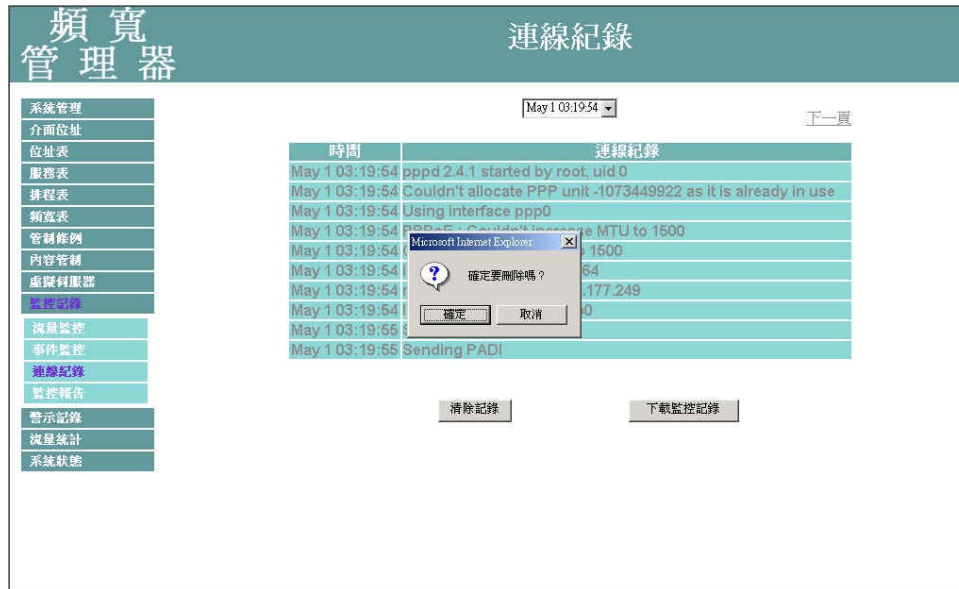 頻 寬
管 理 器
連線紀錄
系統管理
介面位址
位址表
服務表
排程表
頻寬表
管制條例
內容管制
虛擬伺服器
監控記錄
流量監控
事件監控
連線紀錄
監控報告
警示記錄
流量統計
系統狀態
May 1 03:19:54
下一頁
時間 連線紀錄
May 1 03:19:54 pppd 2.4.1 started by root, uid 0
May 1 03:19:54 Couldn't allocate PPP unit -1073449922 as it is already in use
May 1 03:19:54 Using interface ppp0
May 1 03:19:54 PPPoE : Couldn't increase MTU to 1500
May 1 03:19:54 1500
May 1 03:19:54 64
May 1 03:19:54 .177.249
May 1 03:19:54
May 1 03:19:55
May 1 03:19:55 Sending PADI
Microsoft Internet Explorer
確定要刪除嗎？
確定 取消
清除記錄 下載監控記錄